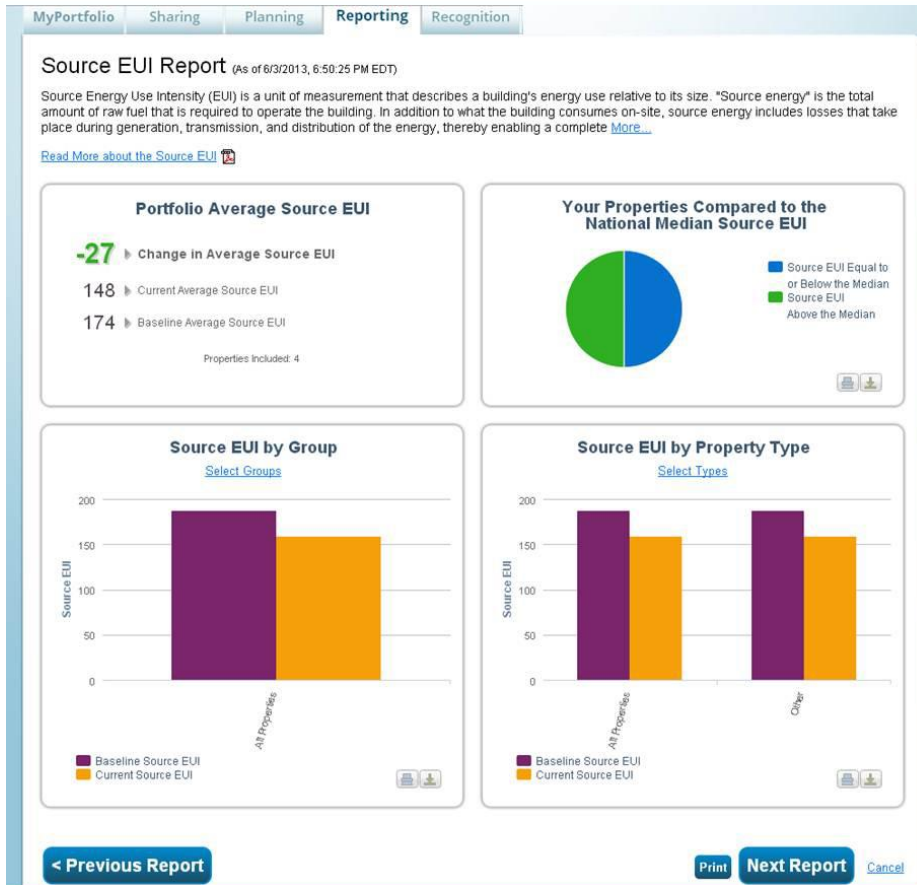 MyPortfolio Sharing Planning Reporting Recognition
Source EUI Report (As of 6/3/2013, 6:50:25 PM EDT)
Source Energy Use Intensity (EUI) is a unit of measurement that describes a building's energy use relative to its size. "Source energy" is the total
amount of raw fuel that is required to operate the building. In addition to what the building consumes on-site, source energy includes losses that take
place during generation, transmission, and distribution of the energy, thereby enabling a complete More...
Read More about the Source EUI
Portfolio Average Source EUI
-27 Change in Average Source EUI
148 Current Average Source EUI
174 Baseline Average Source EUI
Properties Included: 4
Your Properties Compared to the
National Median Source EUI
Source EUI Equal to
or Below the Median
Source EUI
Above the Median
Source EUI by Group
Select Groups
Source EUI
200
150
100
50
0
All Properties
Baseline Source EUI
Current Source EUI
Source EUI by Property Type
Select Types
Source EUI
200
150
100
50
0
All Properties
Other
Baseline Source EUI
Current Source EUI
< Previous Report
Print
Next Report
Cancel